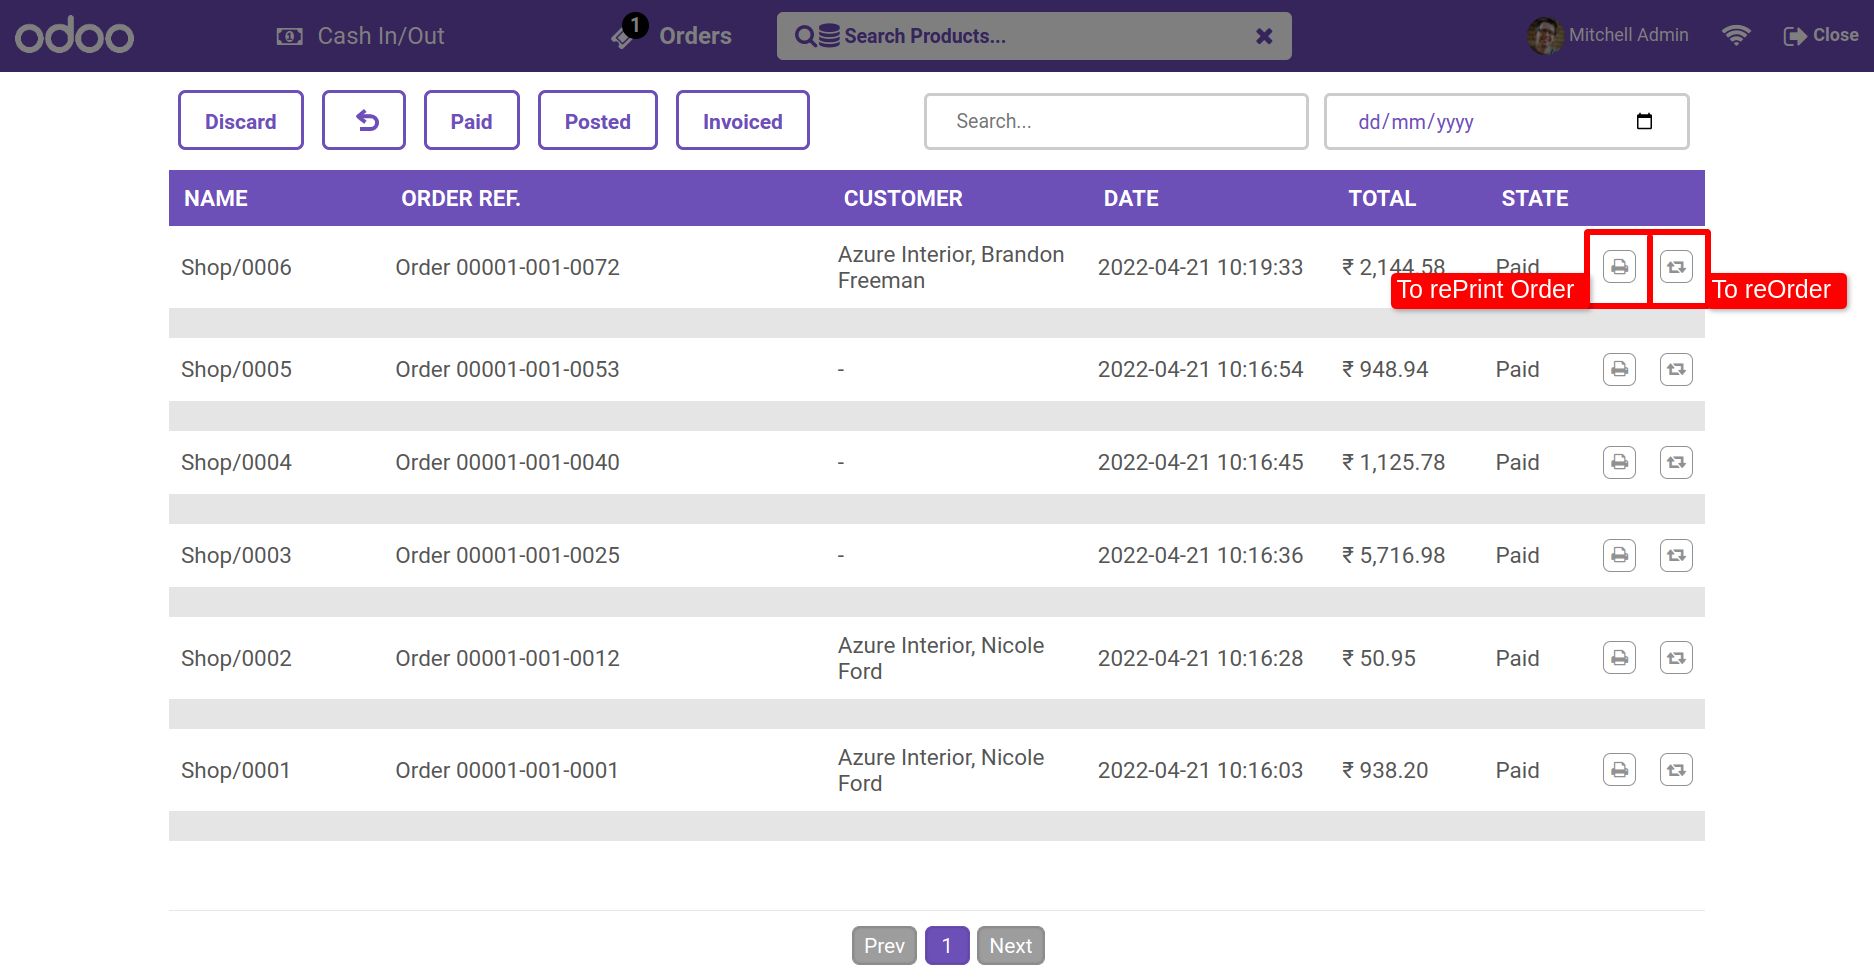 odoo Cash In/Out 1 Orders Search Products... Mitchell Admin Close
Discard Paid Posted Invoiced Search... dd/mm/yyyy
NAME ORDER REF. CUSTOMER DATE TOTAL STATE
Shop/0006 Order 00001-001-0072 Azure Interior, Brandon Freeman 2022-04-21 10:19:33 ₹ 2,144.58 Paid
To rePrint Order To reOrder
Shop/0005 Order 00001-001-0053 - 2022-04-21 10:16:54 ₹ 948.94 Paid
Shop/0004 Order 00001-001-0040 - 2022-04-21 10:16:45 ₹ 1,125.78 Paid
Shop/0003 Order 00001-001-0025 - 2022-04-21 10:16:36 ₹ 5,716.98 Paid
Shop/0002 Order 00001-001-0012 Azure Interior, Nicole Ford 2022-04-21 10:16:28 ₹ 50.95 Paid
Shop/0001 Order 00001-001-0001 Azure Interior, Nicole Ford 2022-04-21 10:16:03 ₹ 938.20 Paid
Prev 1 Next